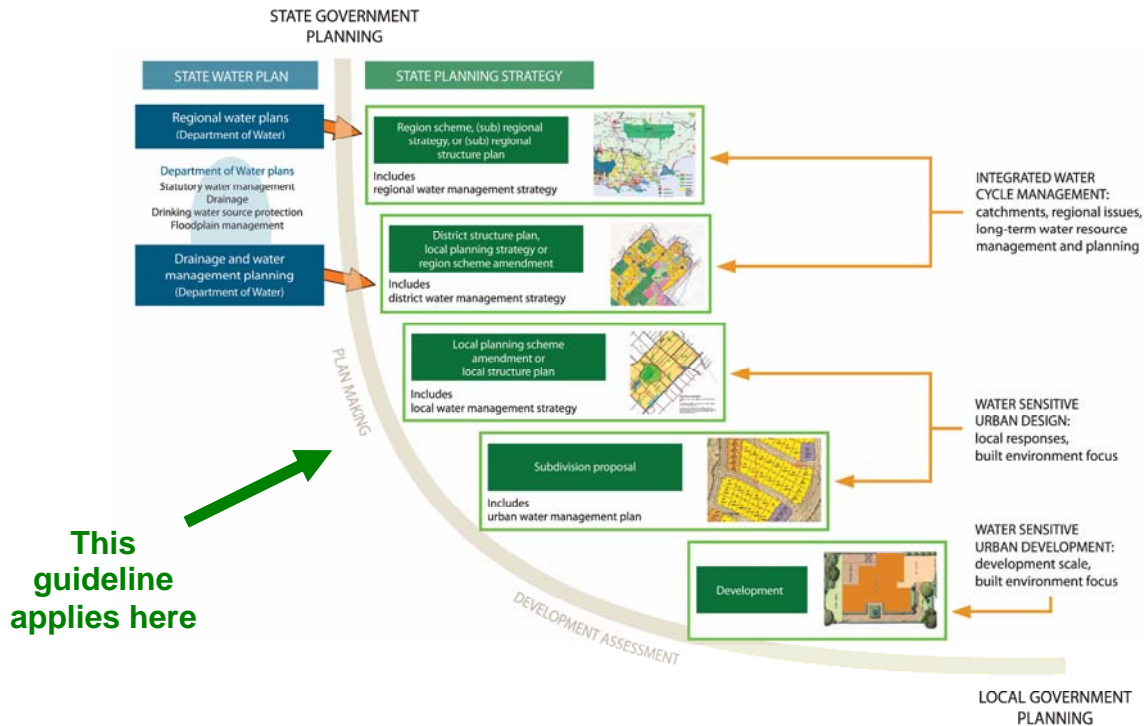 STATE GOVERNMENT
PLANNING
STATE WATER PLAN
STATE PLANNING STRATEGY
Regional water plans
(Department of Water)
Department of Water plans
Statutory water management
Drainage
Drinking water source protection
Floodplain management
Drainage and water
management planning
(Department of Water)
Region scheme, (sub) regional
strategy, or (sub) regional
structure plan
Includes
regional water management strategy
District structure plan,
local planning strategy or
region scheme amendment
Includes
district water management strategy
Local planning scheme
amendment or
local structure plan
Includes
local water management strategy
Subdivision proposal
Includes
urban water management plan
Development
INTEGRATED WATER
CYCLE MANAGEMENT:
catchments, regional issues,
long-term water resource
management and planning
WATER SENSITIVE
URBAN DESIGN:
local responses,
built environment focus
WATER SENSITIVE
URBAN DEVELOPMENT:
development scale,
built environment focus
PLAN MAKING
DEVELOPMENT ASSESSMENT
This
guideline
applies here
LOCAL GOVERNMENT
PLANNING